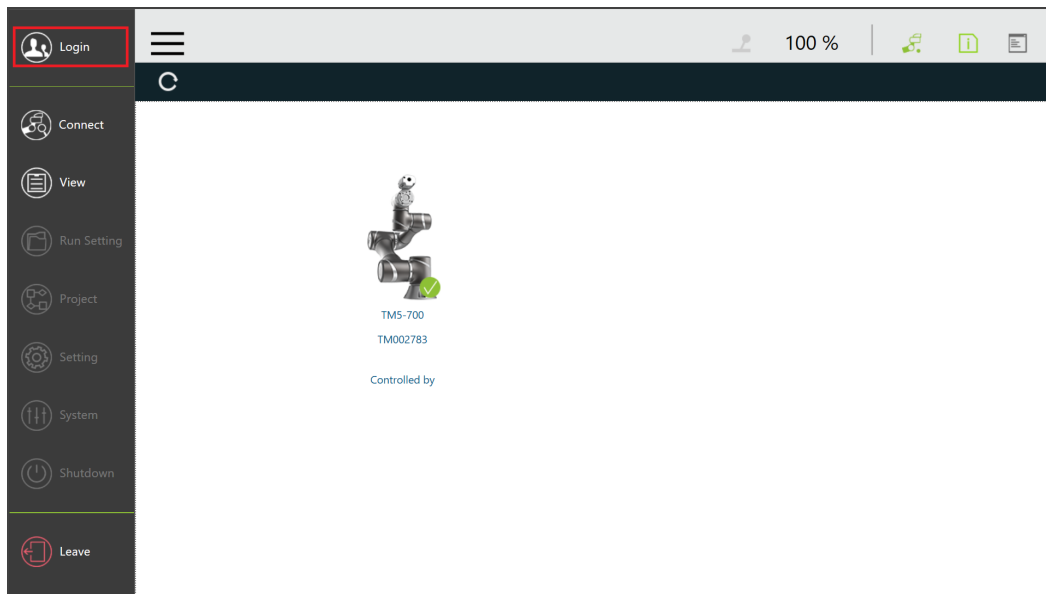 Login
100 %
Connect
View
Run Setting
Project
Setting
System
Shutdown
Leave
TM5-700
TM002783
Controlled by